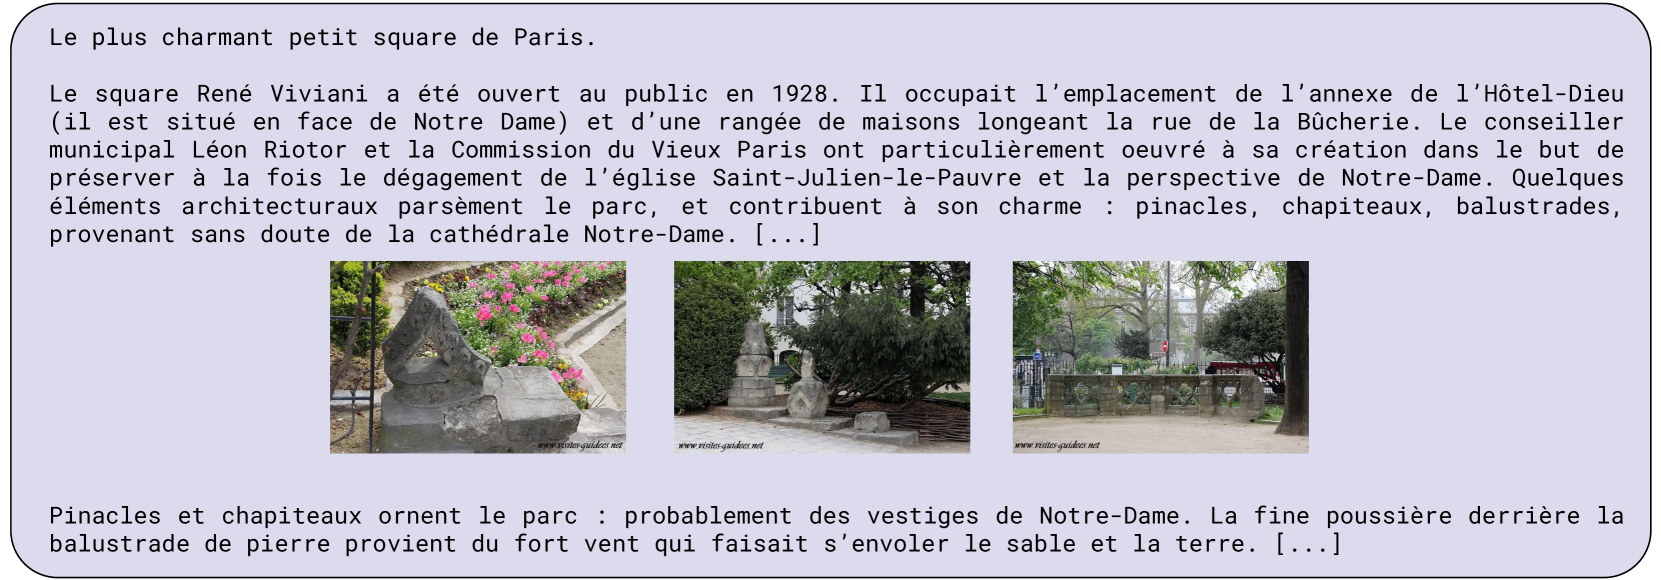 Le plus charmant petit square de Paris.
Le square René Viviani a été ouvert au public en 1928. Il occupait l'emplacement de l'annexe de l'Hôtel-Dieu
(il est situé en face de Notre Dame) et d'une rangée de maisons longeant la rue de la Bûcherie. Le conseiller
municipal Léon Riotor et la Commission du Vieux Paris ont particulièrement oeuvré à sa création dans le but de
préserver à la fois le dégagement de l'église Saint-Julien-le-Pauvre et la perspective de Notre-Dame. Quelques
éléments architecturaux parsèment le parc, et contribuent à son charme : pinacles, chapiteaux, balustrades,
provenant sans doute de la cathédrale Notre-Dame. [...]
www.visites-guidees.net
www.visites-guidees.net
www.visites-guidees.net
Pinacles et chapiteaux ornent le parc : probablement des vestiges de Notre-Dame. La fine poussière derrière la
balustrade de pierre provient du fort vent qui faisait s'envoler le sable et la terre. [...]